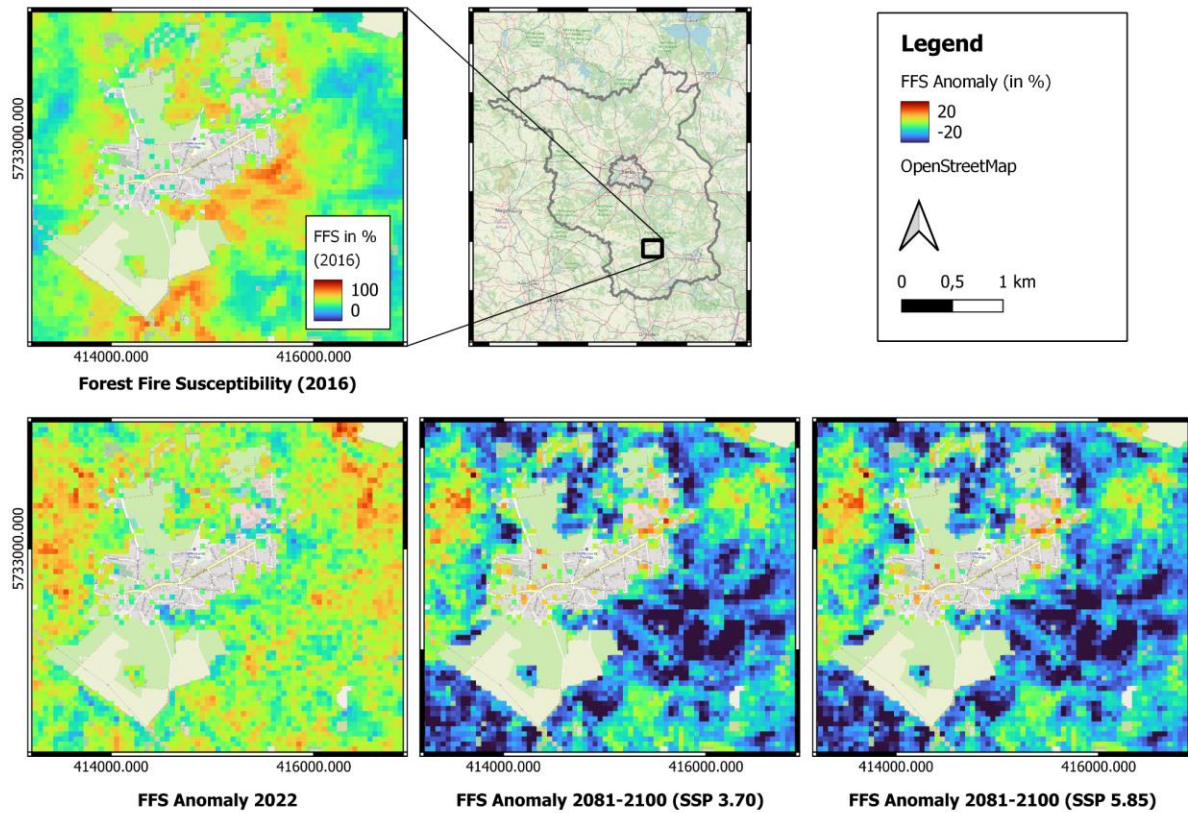 5733000.000
FFS in %
(2016)
100
0
414000.000
416000.000
Forest Fire Susceptibility (2016)
Legend
FFS Anomaly (in %)
20
-20
OpenStreetMap
0
0,5
1 km
5733000.000
414000.000
416000.000
414000.000
416000.000
414000.000
416000.000
FFS Anomaly 2022
FFS Anomaly 2081-2100 (SSP 3.70)
FFS Anomaly 2081-2100 (SSP 5.85)